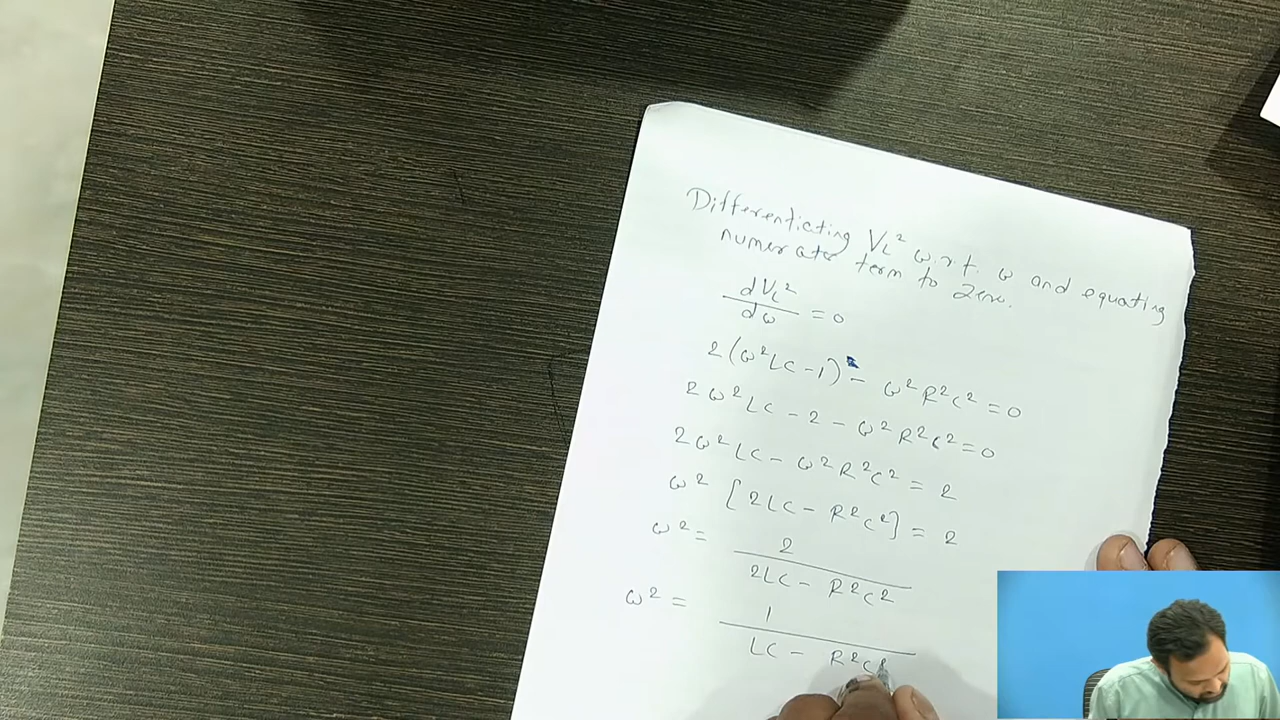 Differenticting VL² w.r.t. ω and equating
numerator term to Zero.
dVL²/dω = 0
2(ω²LC - 1) - ω²R²C² = 0
2ω²LC - 2 - ω²R²C² = 0
2ω²LC - ω²R²C² = 2
ω² [2LC - R²C²] = 2
ω² = 2/(2LC - R²C²)
ω² = 1/(LC - R²C²)